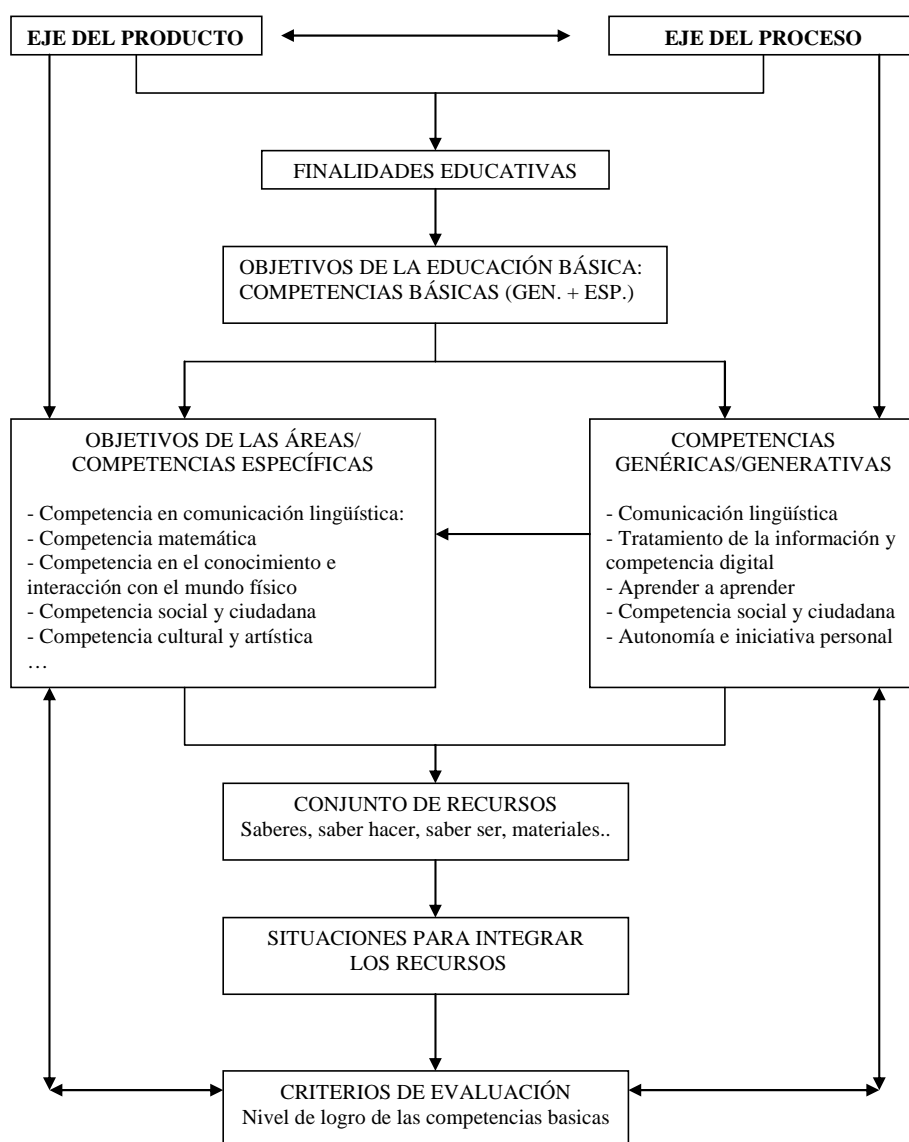 EJE DEL PRODUCTO
EJE DEL PROCESO
FINALIDADES EDUCATIVAS
OBJETIVOS DE LA EDUCACIÓN BÁSICA:
COMPETENCIAS BÁSICAS (GEN. + ESP.)
OBJETIVOS DE LAS ÁREAS/
COMPETENCIAS ESPECÍFICAS
- Competencia en comunicación lingüística:
- Competencia matemática
- Competencia en el conocimiento e
interacción con el mundo físico
- Competencia social y ciudadana
- Competencia cultural y artística
…
COMPETENCIAS
GENÉRICAS/GENERATIVAS
- Comunicación lingüística
- Tratamiento de la información y
competencia digital
- Aprender a aprender
- Competencia social y ciudadana
- Autonomía e iniciativa personal
CONJUNTO DE RECURSOS
Saberes, saber hacer, saber ser, materiales..
SITUACIONES PARA INTEGRAR
LOS RECURSOS
CRITERIOS DE EVALUACIÓN
Nivel de logro de las competencias basicas